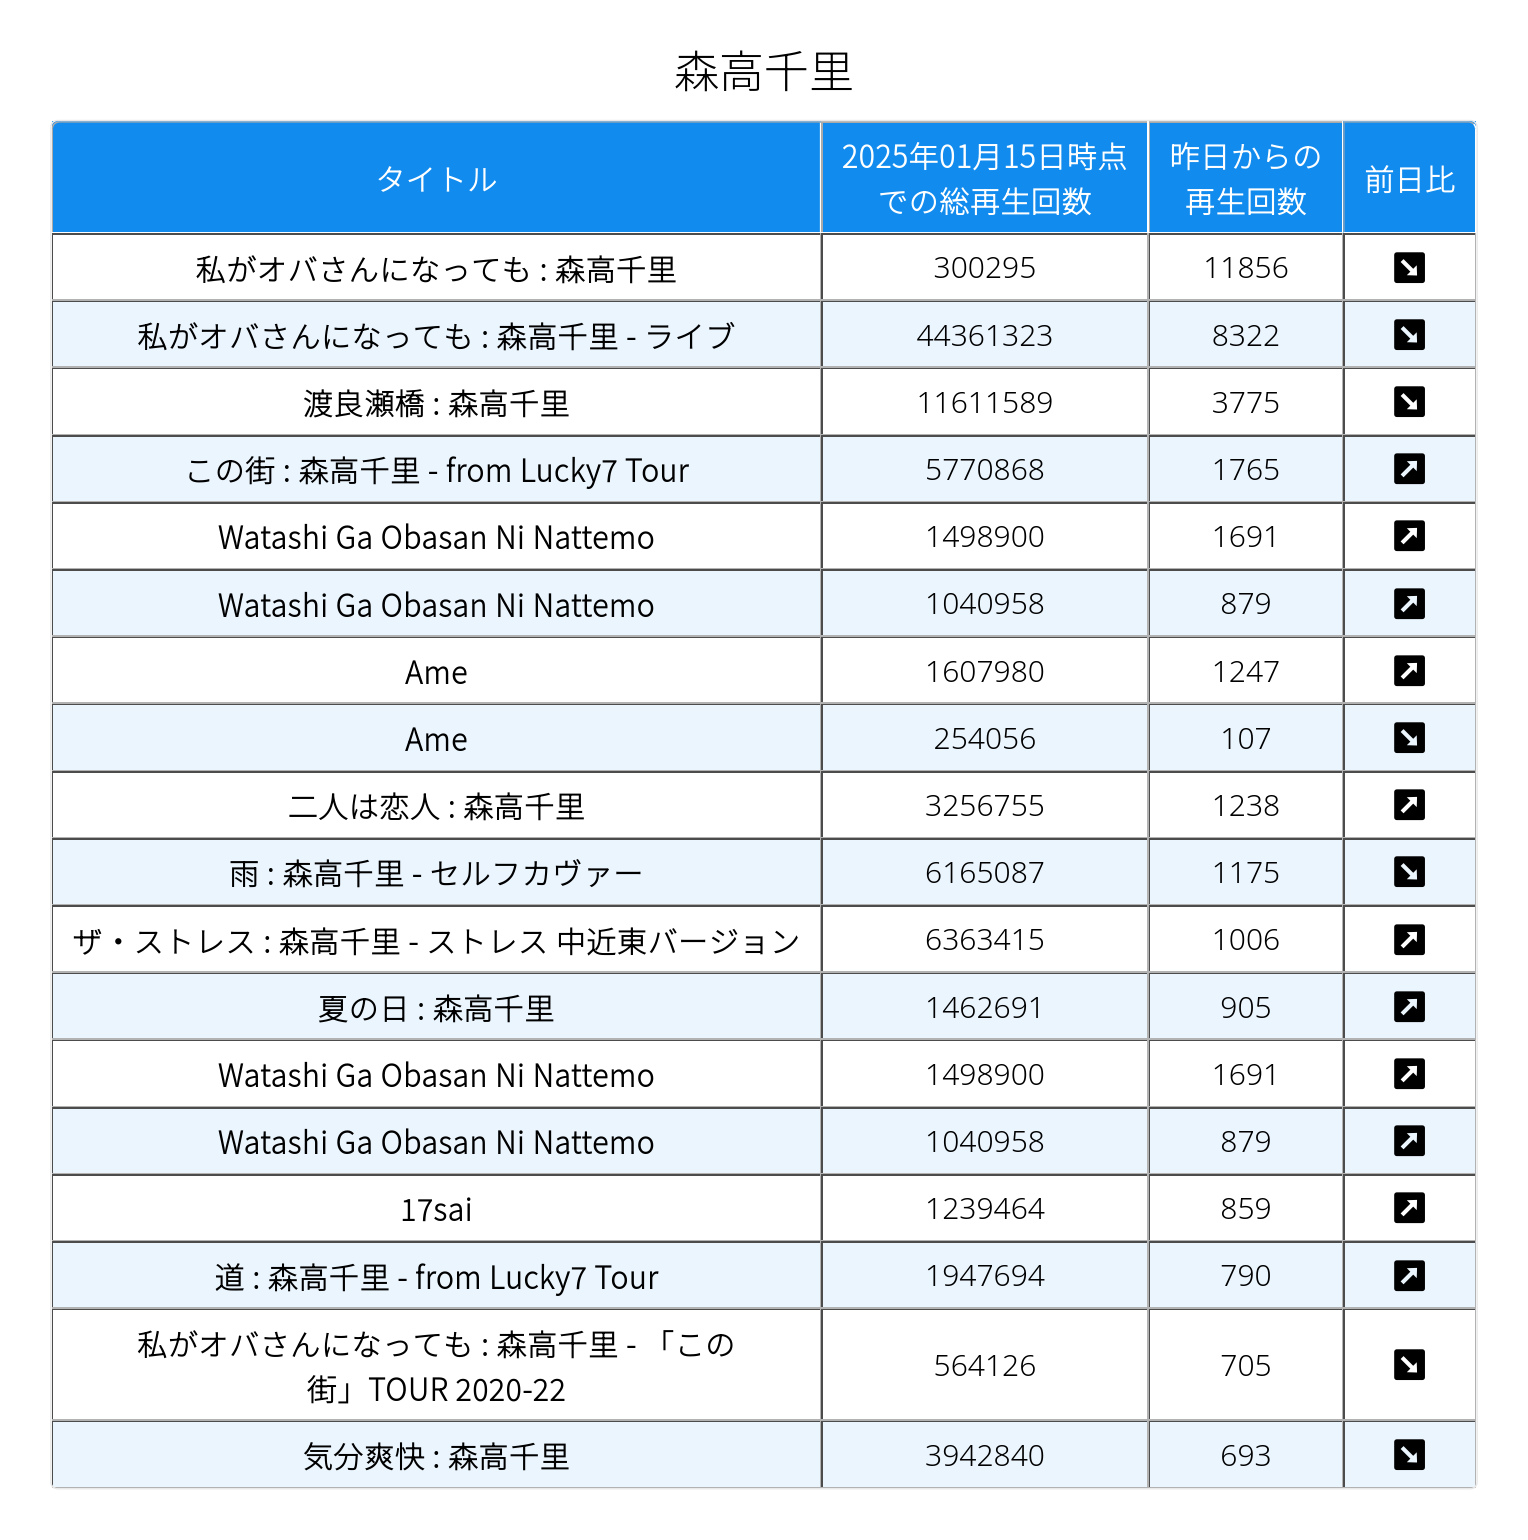 森高千里
タイトル
2025年01月15日時点
での総再生回数
昨日からの
再生回数
前日比
私がオバさんになっても : 森高千里 300295 11856 ↘
私がオバさんになっても : 森高千里 - ライブ 44361323 8322 ↘
渡良瀬橋 : 森高千里 11611589 3775 ↘
この街 : 森高千里 - from Lucky7 Tour 5770868 1765 ↗
Watashi Ga Obasan Ni Nattemo 1498900 1691 ↗
Watashi Ga Obasan Ni Nattemo 1040958 879 ↗
Ame 1607980 1247 ↗
Ame 254056 107 ↘
二人は恋人 : 森高千里 3256755 1238 ↗
雨 : 森高千里 - セルフカヴァー 6165087 1175 ↘
ザ・ストレス : 森高千里 - ストレス 中近東バージョン 6363415 1006 ↗
夏の日 : 森高千里 1462691 905 ↗
Watashi Ga Obasan Ni Nattemo 1498900 1691 ↗
Watashi Ga Obasan Ni Nattemo 1040958 879 ↗
17sai 1239464 859 ↗
道 : 森高千里 - from Lucky7 Tour 1947694 790 ↗
私がオバさんになっても : 森高千里 - 「この
街」TOUR 2020-22 564126 705 ↘
気分爽快 : 森高千里 3942840 693 ↘